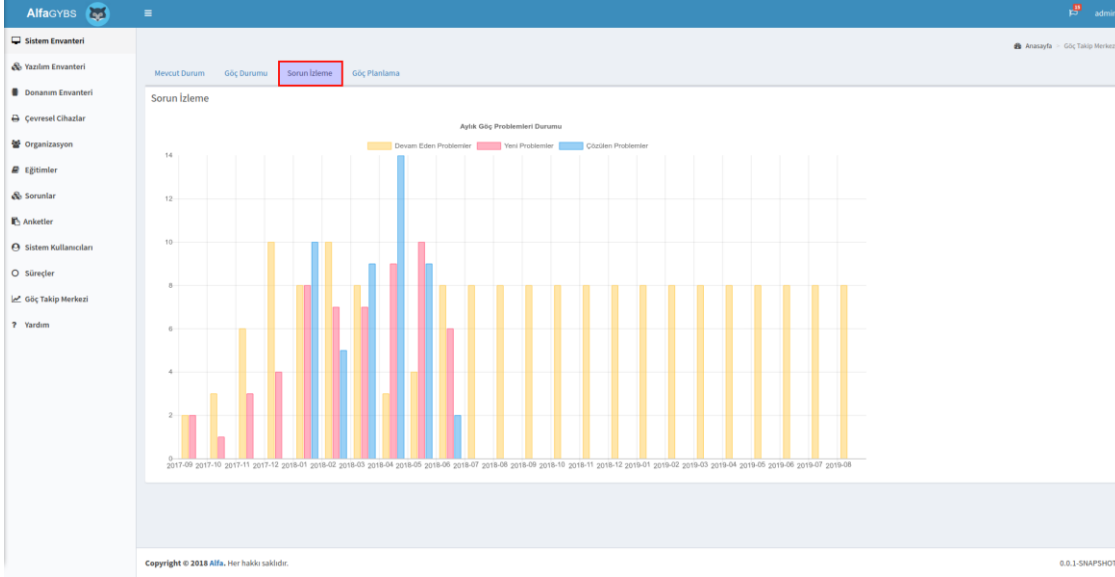 AlfaGYBS
19
admin
Sistem Envanteri
Yazılım Envanteri
Donanım Envanteri
Çevresel Cihazlar
Organizasyon
Eğitimler
Sorunlar
Anketler
Sistem Kullanıcıları
Süreçler
Göç Takip Merkezi
? Yardım
Anasayfa > Göç Takip Merkezi
Mevcut Durum Göç Durumu Sorun İzleme Göç Planlama
Sorun İzleme
Aylık Göç Problemleri Durumu
Devam Eden Problemler Yeni Problemler Çözülen Problemler
14
12
10
8
6
4
2
0
2017-09 2017-10 2017-11 2017-12 2018-01 2018-02 2018-03 2018-04 2018-05 2018-06 2018-07 2018-08 2018-09 2018-10 2018-11 2018-12 2019-01 2019-02 2019-03 2019-04 2019-05 2019-06 2019-07 2019-08
Copyright © 2018 Alfa. Her hakkı saklıdır.
0.0.1-SNAPSHOT